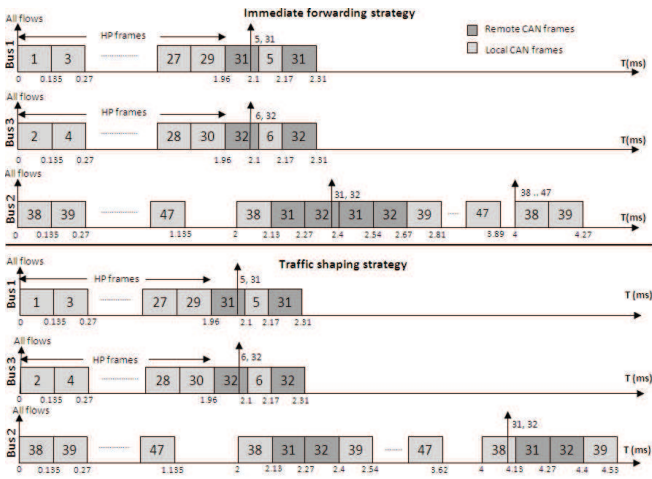 Immediate forwarding strategy
All flows
Bus 1
HP frames
5, 31
Remote CAN frames
Local CAN frames
1 3 27 29 31 5 31
T(ms)
0 0.135 0.27 1.96 2.1 2.17 2.31
All flows
Bus 3
HP frames
6, 32
2 4 28 30 32 6 32
T(ms)
0 0.135 0.27 1.96 2.1 2.17 2.31
All flows
Bus 2
31, 32
38 .. 47
38 39 47 38 31 32 31 32 39 47 38 39
T(ms)
0 0.135 0.27 1.135 2 2.13 2.27 2.4 2.54 2.67 2.81 3.89 4 4.27
Traffic shaping strategy
All flows
Bus 1
HP frames
5, 31
1 3 27 29 31 5 31
T (ms)
0 0.135 0.27 1.96 2.1 2.17 2.31
All flows
Bus 3
HP frames
6, 32
2 4 28 30 32 6 32
T (ms)
0 0.135 0.27 1.96 2.1 2.17 2.31
All flows
Bus 2
31, 32
38 39 47 38 31 32 39 47 38 31 32 39
T (ms)
0 0.135 0.27 1.135 2 2.13 2.27 2.4 2.54 3.62 4 4.13 4.27 4.4 4.53